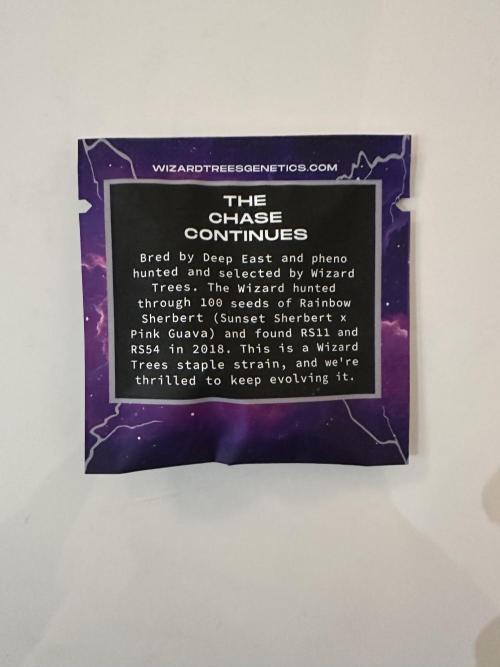 WIZARDTREESGENETICS.COM
THE
CHASE
CONTINUES
Bred by Deep East and pheno
hunted and selected by Wizard
Trees. The Wizard hunted
through 100 seeds of Rainbow
Sherbert (Sunset Sherbert x
Pink Guava) and found RS11 and
RS54 in 2018. This is a Wizard
Trees staple strain, and we're
thrilled to keep evolving it.